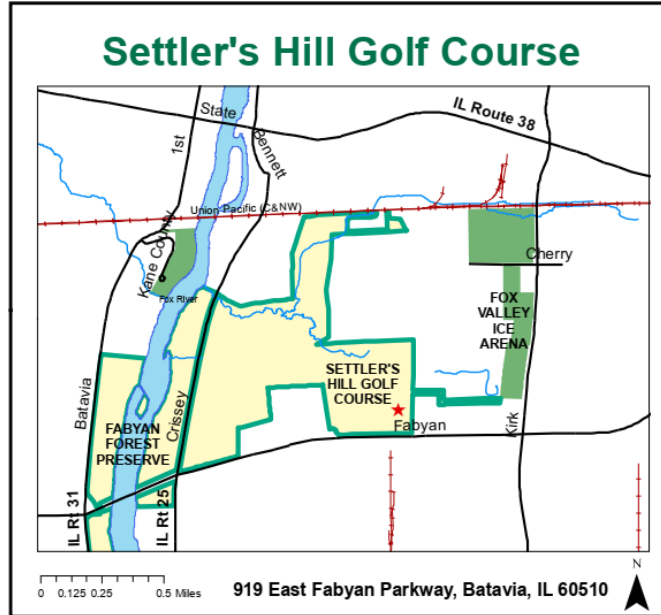 Settler's Hill Golf Course
State
IL Route 38
1st
Bennett
Union Pacific (C&NW)
Kane County
Cherry
Fox River
FOX
VALLEY
ICE
ARENA
SETTLER'S
HILL GOLF
COURSE
Batavia
Crissey
Fabyan
Kirk
FABYAN
FOREST
PRESERVE
IL Rt 31
IL Rt 25
N
0 0.125 0.25 0.5 Miles
919 East Fabyan Parkway, Batavia, IL 60510